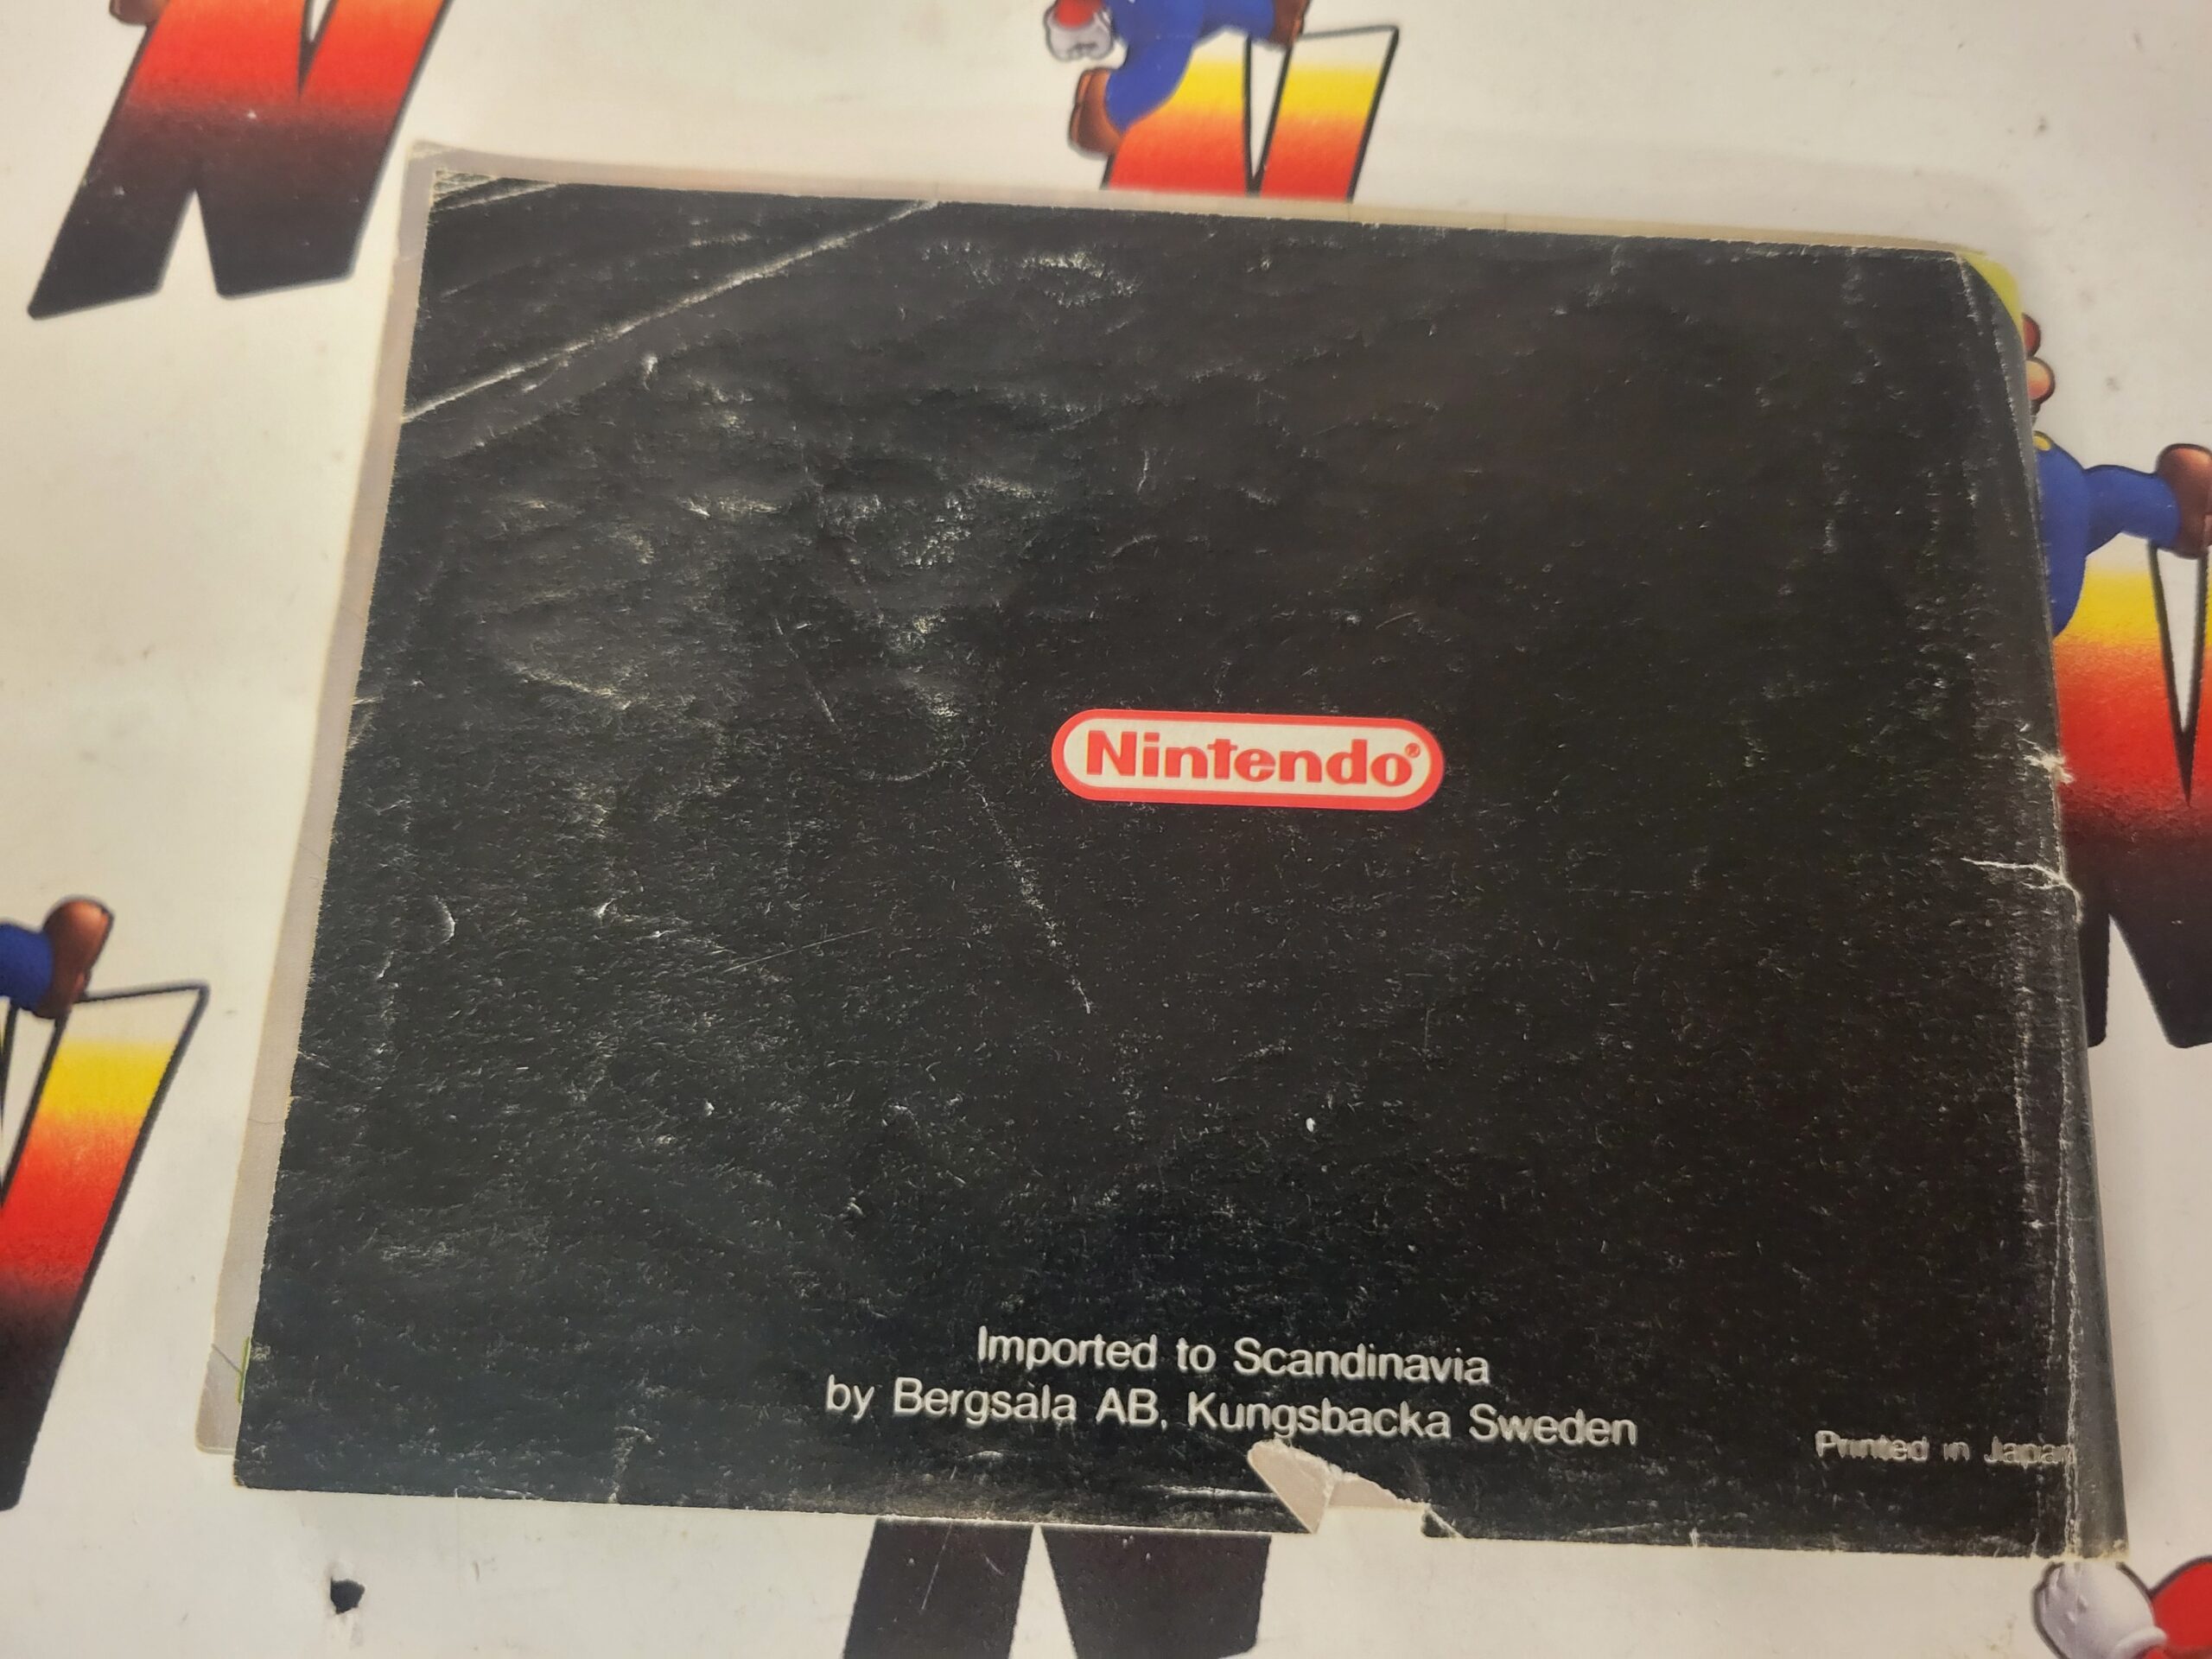 Nintendo®
Imported to Scandinavia
by Bergsala AB, Kungsbacka Sweden
Printed in Japan